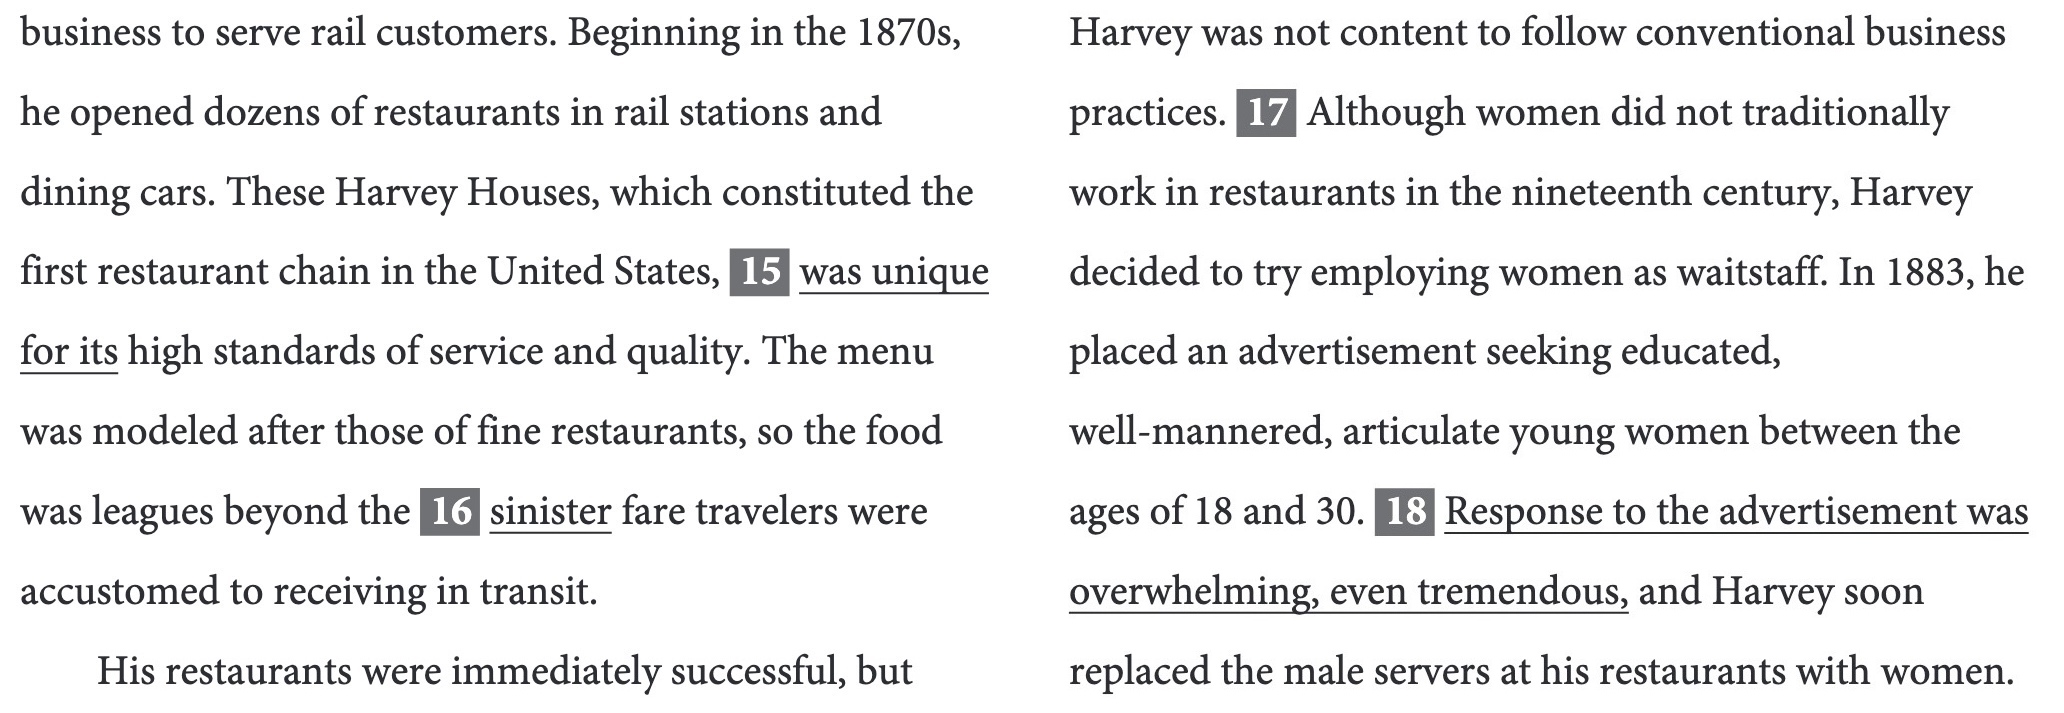 business to serve rail customers. Beginning in the 1870s,
he opened dozens of restaurants in rail stations and
dining cars. These Harvey Houses, which constituted the
first restaurant chain in the United States, 15 was unique
for its high standards of service and quality. The menu
was modeled after those of fine restaurants, so the food
was leagues beyond the 16 sinister fare travelers were
accustomed to receiving in transit.
His restaurants were immediately successful, but
Harvey was not content to follow conventional business
practices. 17 Although women did not traditionally
work in restaurants in the nineteenth century, Harvey
decided to try employing women as waitstaff. In 1883, he
placed an advertisement seeking educated,
well-mannered, articulate young women between the
ages of 18 and 30. 18 Response to the advertisement was
overwhelming, even tremendous, and Harvey soon
replaced the male servers at his restaurants with women.